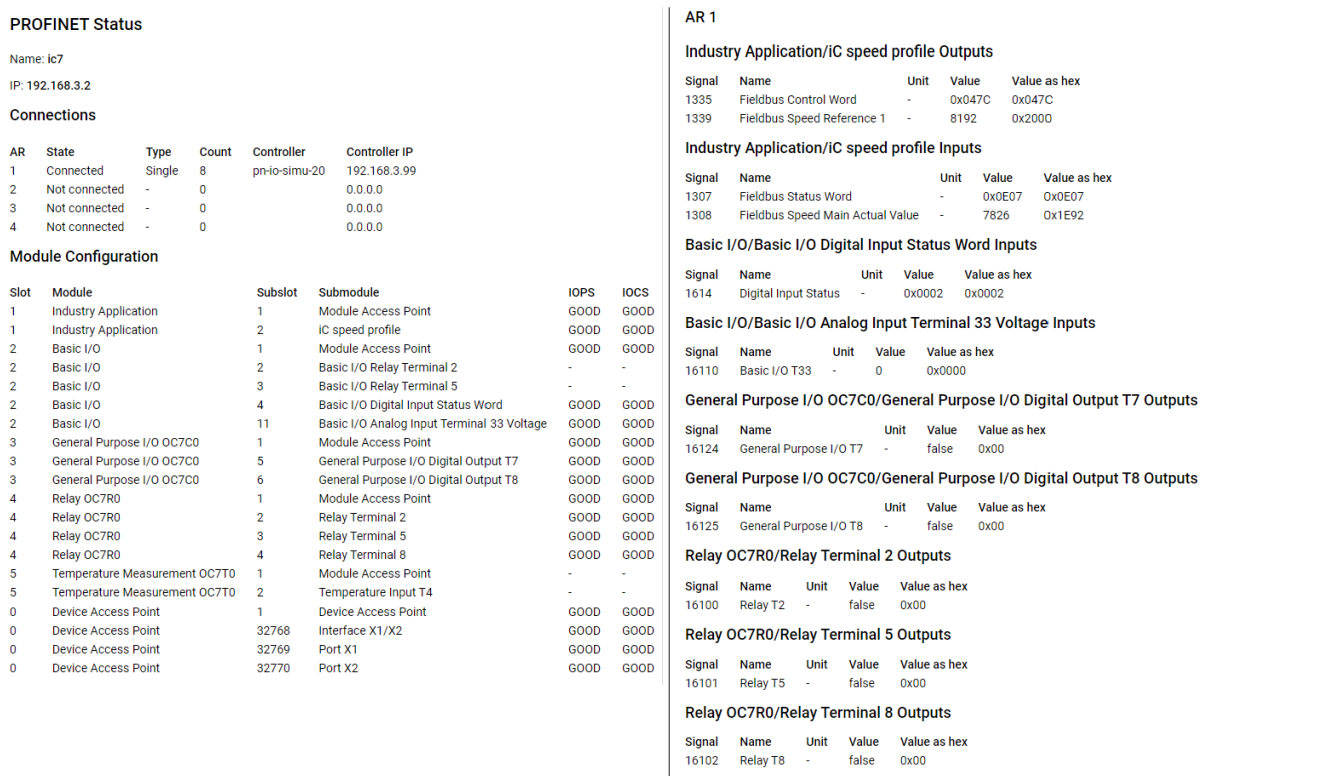 PROFINET Status
Name: ic7
IP: 192.168.3.2
Connections
AR State Type Count Controller Controller IP
1 Connected Single 8 pn-io-simu-20 192.168.3.99
2 Not connected - 0 0.0.0.0
3 Not connected - 0 0.0.0.0
4 Not connected - 0 0.0.0.0
Module Configuration
Slot Module Subslot Submodule IOPS IOCS
1 Industry Application 1 Module Access Point GOOD GOOD
1 Industry Application 2 iC speed profile GOOD GOOD
2 Basic I/O 1 Module Access Point GOOD GOOD
2 Basic I/O 2 Basic I/O Relay Terminal 2 - -
2 Basic I/O 3 Basic I/O Relay Terminal 5 - -
2 Basic I/O 4 Basic I/O Digital Input Status Word GOOD GOOD
2 Basic I/O 11 Basic I/O Analog Input Terminal 33 Voltage GOOD GOOD
3 General Purpose I/O OC7C0 1 Module Access Point GOOD GOOD
3 General Purpose I/O OC7C0 5 General Purpose I/O Digital Output T7 GOOD GOOD
3 General Purpose I/O OC7C0 6 General Purpose I/O Digital Output T8 GOOD GOOD
4 Relay OC7R0 1 Module Access Point GOOD GOOD
4 Relay OC7R0 2 Relay Terminal 2 GOOD GOOD
4 Relay OC7R0 3 Relay Terminal 5 GOOD GOOD
4 Relay OC7R0 4 Relay Terminal 8 GOOD GOOD
5 Temperature Measurement OC7T0 1 Module Access Point - -
5 Temperature Measurement OC7T0 2 Temperature Input T4 - -
0 Device Access Point 1 Device Access Point GOOD GOOD
0 Device Access Point 32768 Interface X1/X2 GOOD GOOD
0 Device Access Point 32769 Port X1 GOOD GOOD
0 Device Access Point 32770 Port X2 GOOD GOOD
AR 1
Industry Application/iC speed profile Outputs
Signal Name Unit Value Value as hex
1335 Fieldbus Control Word - 0x047C 0x047C
1339 Fieldbus Speed Reference 1 - 8192 0x2000
Industry Application/iC speed profile Inputs
Signal Name Unit Value Value as hex
1307 Fieldbus Status Word - 0x0E07 0x0E07
1308 Fieldbus Speed Main Actual Value - 7826 0x1E92
Basic I/O/Basic I/O Digital Input Status Word Inputs
Signal Name Unit Value Value as hex
1614 Digital Input Status - 0x0002 0x0002
Basic I/O/Basic I/O Analog Input Terminal 33 Voltage Inputs
Signal Name Unit Value Value as hex
16110 Basic I/O T33 - 0 0x0000
General Purpose I/O OC7C0/General Purpose I/O Digital Output T7 Outputs
Signal Name Unit Value Value as hex
16124 General Purpose I/O T7 - false 0x00
General Purpose I/O OC7C0/General Purpose I/O Digital Output T8 Outputs
Signal Name Unit Value Value as hex
16125 General Purpose I/O T8 - false 0x00
Relay OC7R0/Relay Terminal 2 Outputs
Signal Name Unit Value Value as hex
16100 Relay T2 - false 0x00
Relay OC7R0/Relay Terminal 5 Outputs
Signal Name Unit Value Value as hex
16101 Relay T5 - false 0x00
Relay OC7R0/Relay Terminal 8 Outputs
Signal Name Unit Value Value as hex
16102 Relay T8 - false 0x00